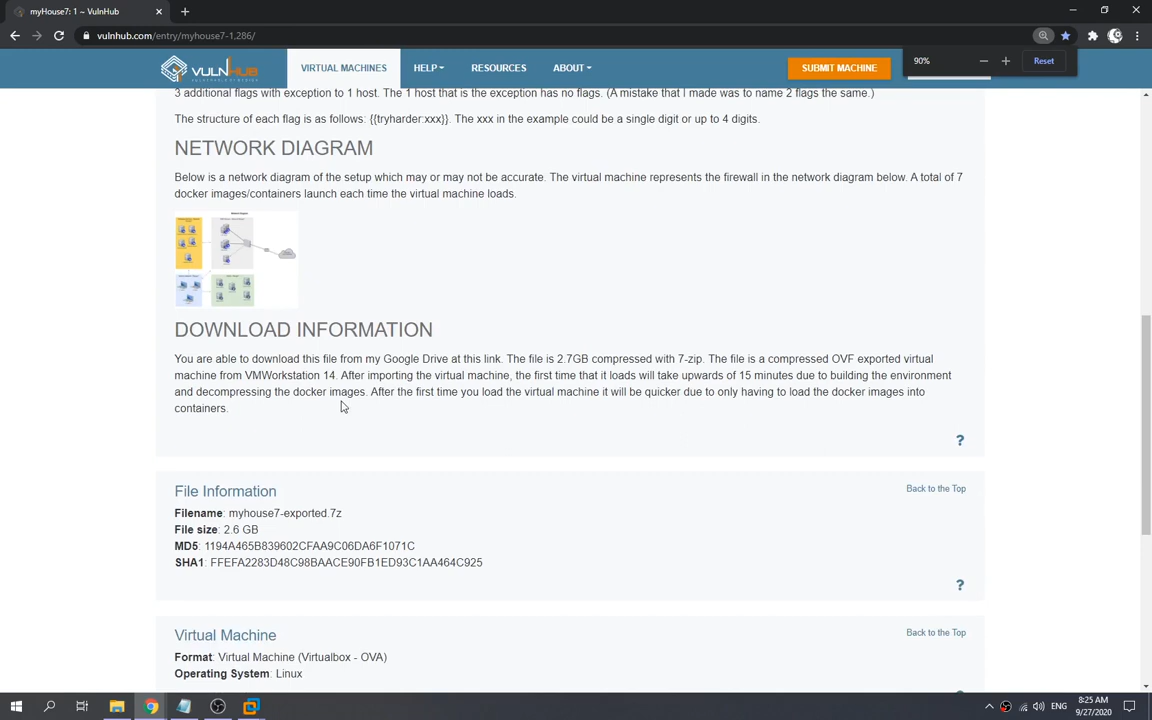 myHouse7: 1 ~ VulnHub
vulnhub.com/entry/myhouse7-1,286/
90%
Reset
VULNHUB
VIRTUAL MACHINES
HELP
RESOURCES
ABOUT
SUBMIT MACHINE
3 additional flags with exception to 1 host. The 1 host that is the exception has no flags. (A mistake that I made was to name 2 flags the same.)
The structure of each flag is as follows: {{tryharder:xxx}}. The xxx in the example could be a single digit or up to 4 digits.
NETWORK DIAGRAM
Below is a network diagram of the setup which may or may not be accurate. The virtual machine represents the firewall in the network diagram below. A total of 7
docker images/containers launch each time the virtual machine loads.
DOWNLOAD INFORMATION
You are able to download this file from my Google Drive at this link. The file is 2.7GB compressed with 7-zip. The file is a compressed OVF exported virtual
machine from VMWorkstation 14. After importing the virtual machine, the first time that it loads will take upwards of 15 minutes due to building the environment
and decompressing the docker images. After the first time you load the virtual machine it will be quicker due to only having to load the docker images into
containers.
?
File Information
Back to the Top
Filename: myhouse7-exported.7z
File size: 2.6 GB
MD5: 1194A465B839602CFAA9C06DA6F1071C
SHA1: FFEFA2283D48C98BAACE90FB1ED93C1AA464C925
?
Virtual Machine
Back to the Top
Format: Virtual Machine (Virtualbox - OVA)
Operating System: Linux
ENG
8:25 AM
9/27/2020